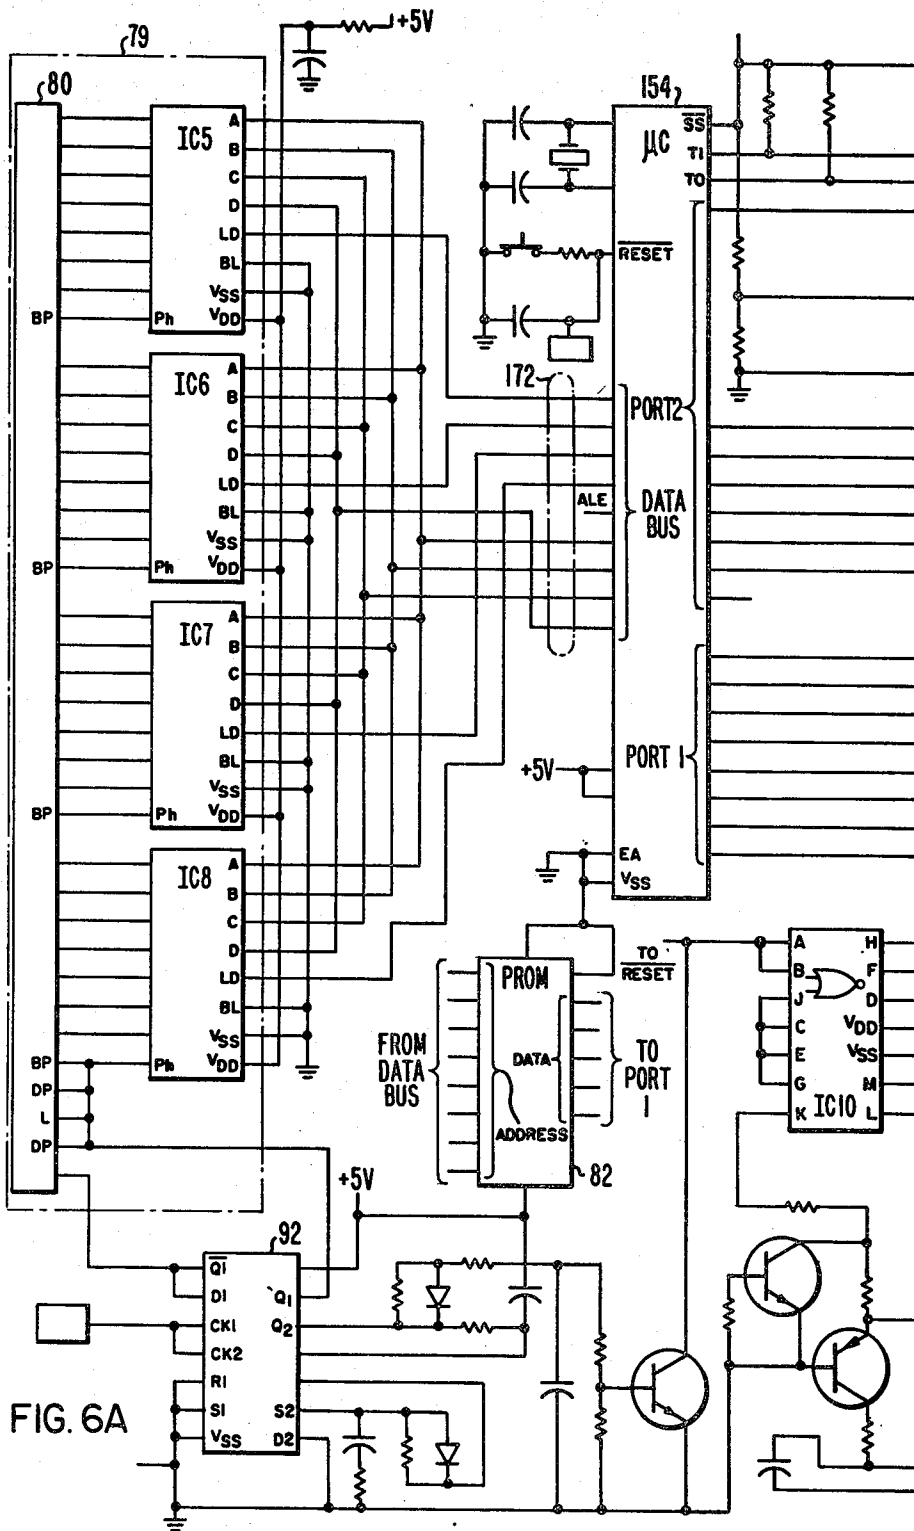 +5V
79
80
154
IC5
A
B
C
D
LD
BL
VSS
VDD
BP
Ph
μC
SS
T1
T0
RESET
IC6
A
B
C
D
LD
BL
VSS
VDD
BP
Ph
172
PORT2
ALE
DATA
BUS
IC7
A
B
C
D
LD
BL
VSS
VDD
BP
Ph
PORT 1
+5V
EA
VSS
IC8
A
B
C
D
LD
BL
VSS
VDD
BP
Ph
DP
L
DP
PROM
TO
RESET
FROM
DATA
BUS
DATA
ADDRESS
TO
PORT
1
82
A
B
J
C
E
G
K
H
F
D
VDD
VSS
M
L
IC10
+5V
92
Q1
D1
CK1
CK2
R1
S1
VSS
Q1
Q2
S2
D2
FIG. 6A